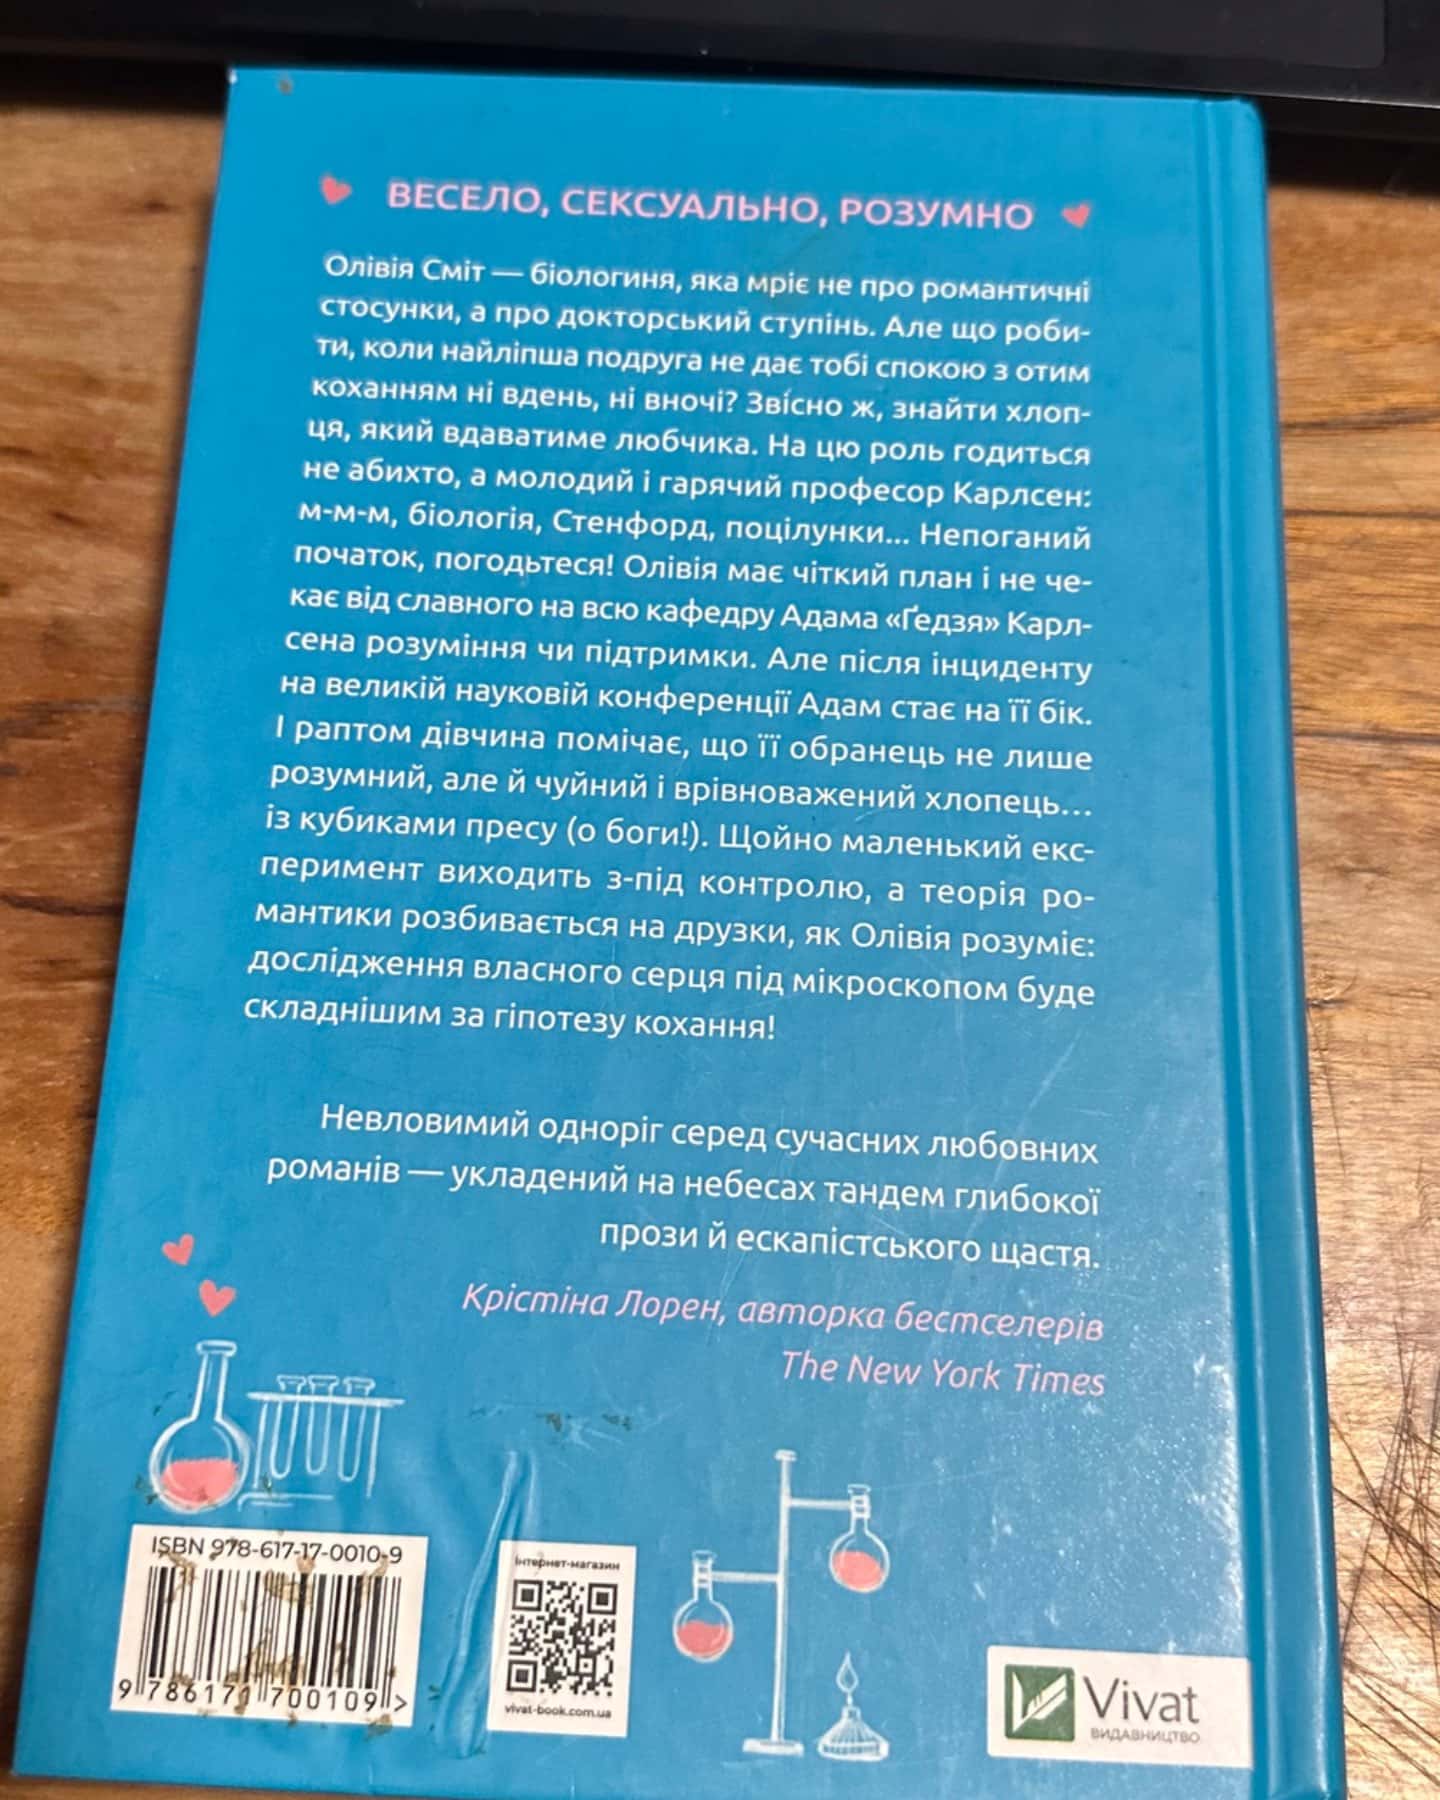 ВЕСЕЛО, СЕКСУАЛЬНО, РОЗУМНО
Олівія Сміт — біологиня, яка мріє не про романтичні
стосунки, а про докторський ступінь. Але що роби-
ти, коли найліпша подруга не дає тобі спокою з отим
коханням ні вдень, ні вночі? Звісно ж, знайти хлоп-
ця, який вдаватиме любчика. На цю роль годиться
не абихто, а молодий і гарячий професор Карлсен:
м-м-м, біологія, Стенфорд, поцілунки... Непоганий
початок, погодьтеся! Олівія має чіткий план і не че-
кає від славного на всю кафедру Адама «Ґедзя» Карл-
сена розуміння чи підтримки. Але після інциденту
на великій науковій конференції Адам стає на її бік.
І раптом дівчина помічає, що її обранець не лише
розумний, але й чуйний і врівноважений хлопець...
із кубиками пресу (о боги!). Щойно маленький екс-
перимент виходить з-під контролю, а теорія ро-
мантики розбивається на друзки, як Олівія розуміє:
дослідження власного серця під мікроскопом буде
складнішим за гіпотезу кохання!
Невловимий одноріг серед сучасних любовних
романів — укладений на небесах тандем глибокої
прози й ескапістського щастя.
Крістіна Лорен, авторка бестселерів
The New York Times
ISBN 978-617-17-0010-9
9 786171 700109 >
Інтернет-магазин
vivat-book.com.ua
Vivat
ВИДАВНИЦТВО